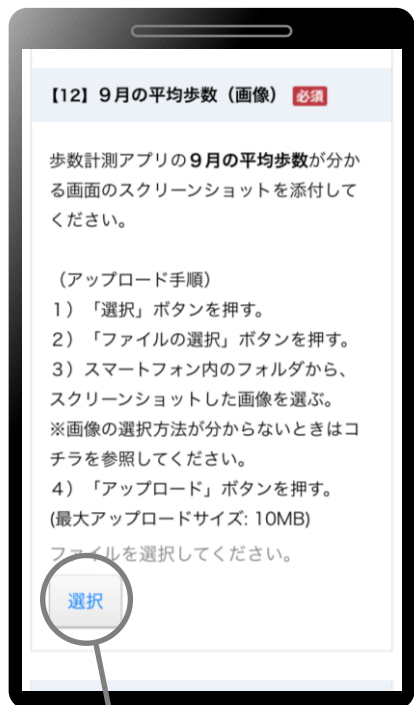 【12】９月の平均歩数（画像） 必須
歩数計測アプリの９月の平均歩数が分か
る画面のスクリーンショットを添付して
ください。
（アップロード手順）
１）「選択」ボタンを押す。
２）「ファイルの選択」ボタンを押す。
３）スマートフォン内のフォルダから、
スクリーンショットした画像を選ぶ。
※画像の選択方法が分からないときはコ
チラを参照してください。
４）「アップロード」ボタンを押す。
(最大アップロードサイズ: 10MB)
ファイルを選択してください。
選択